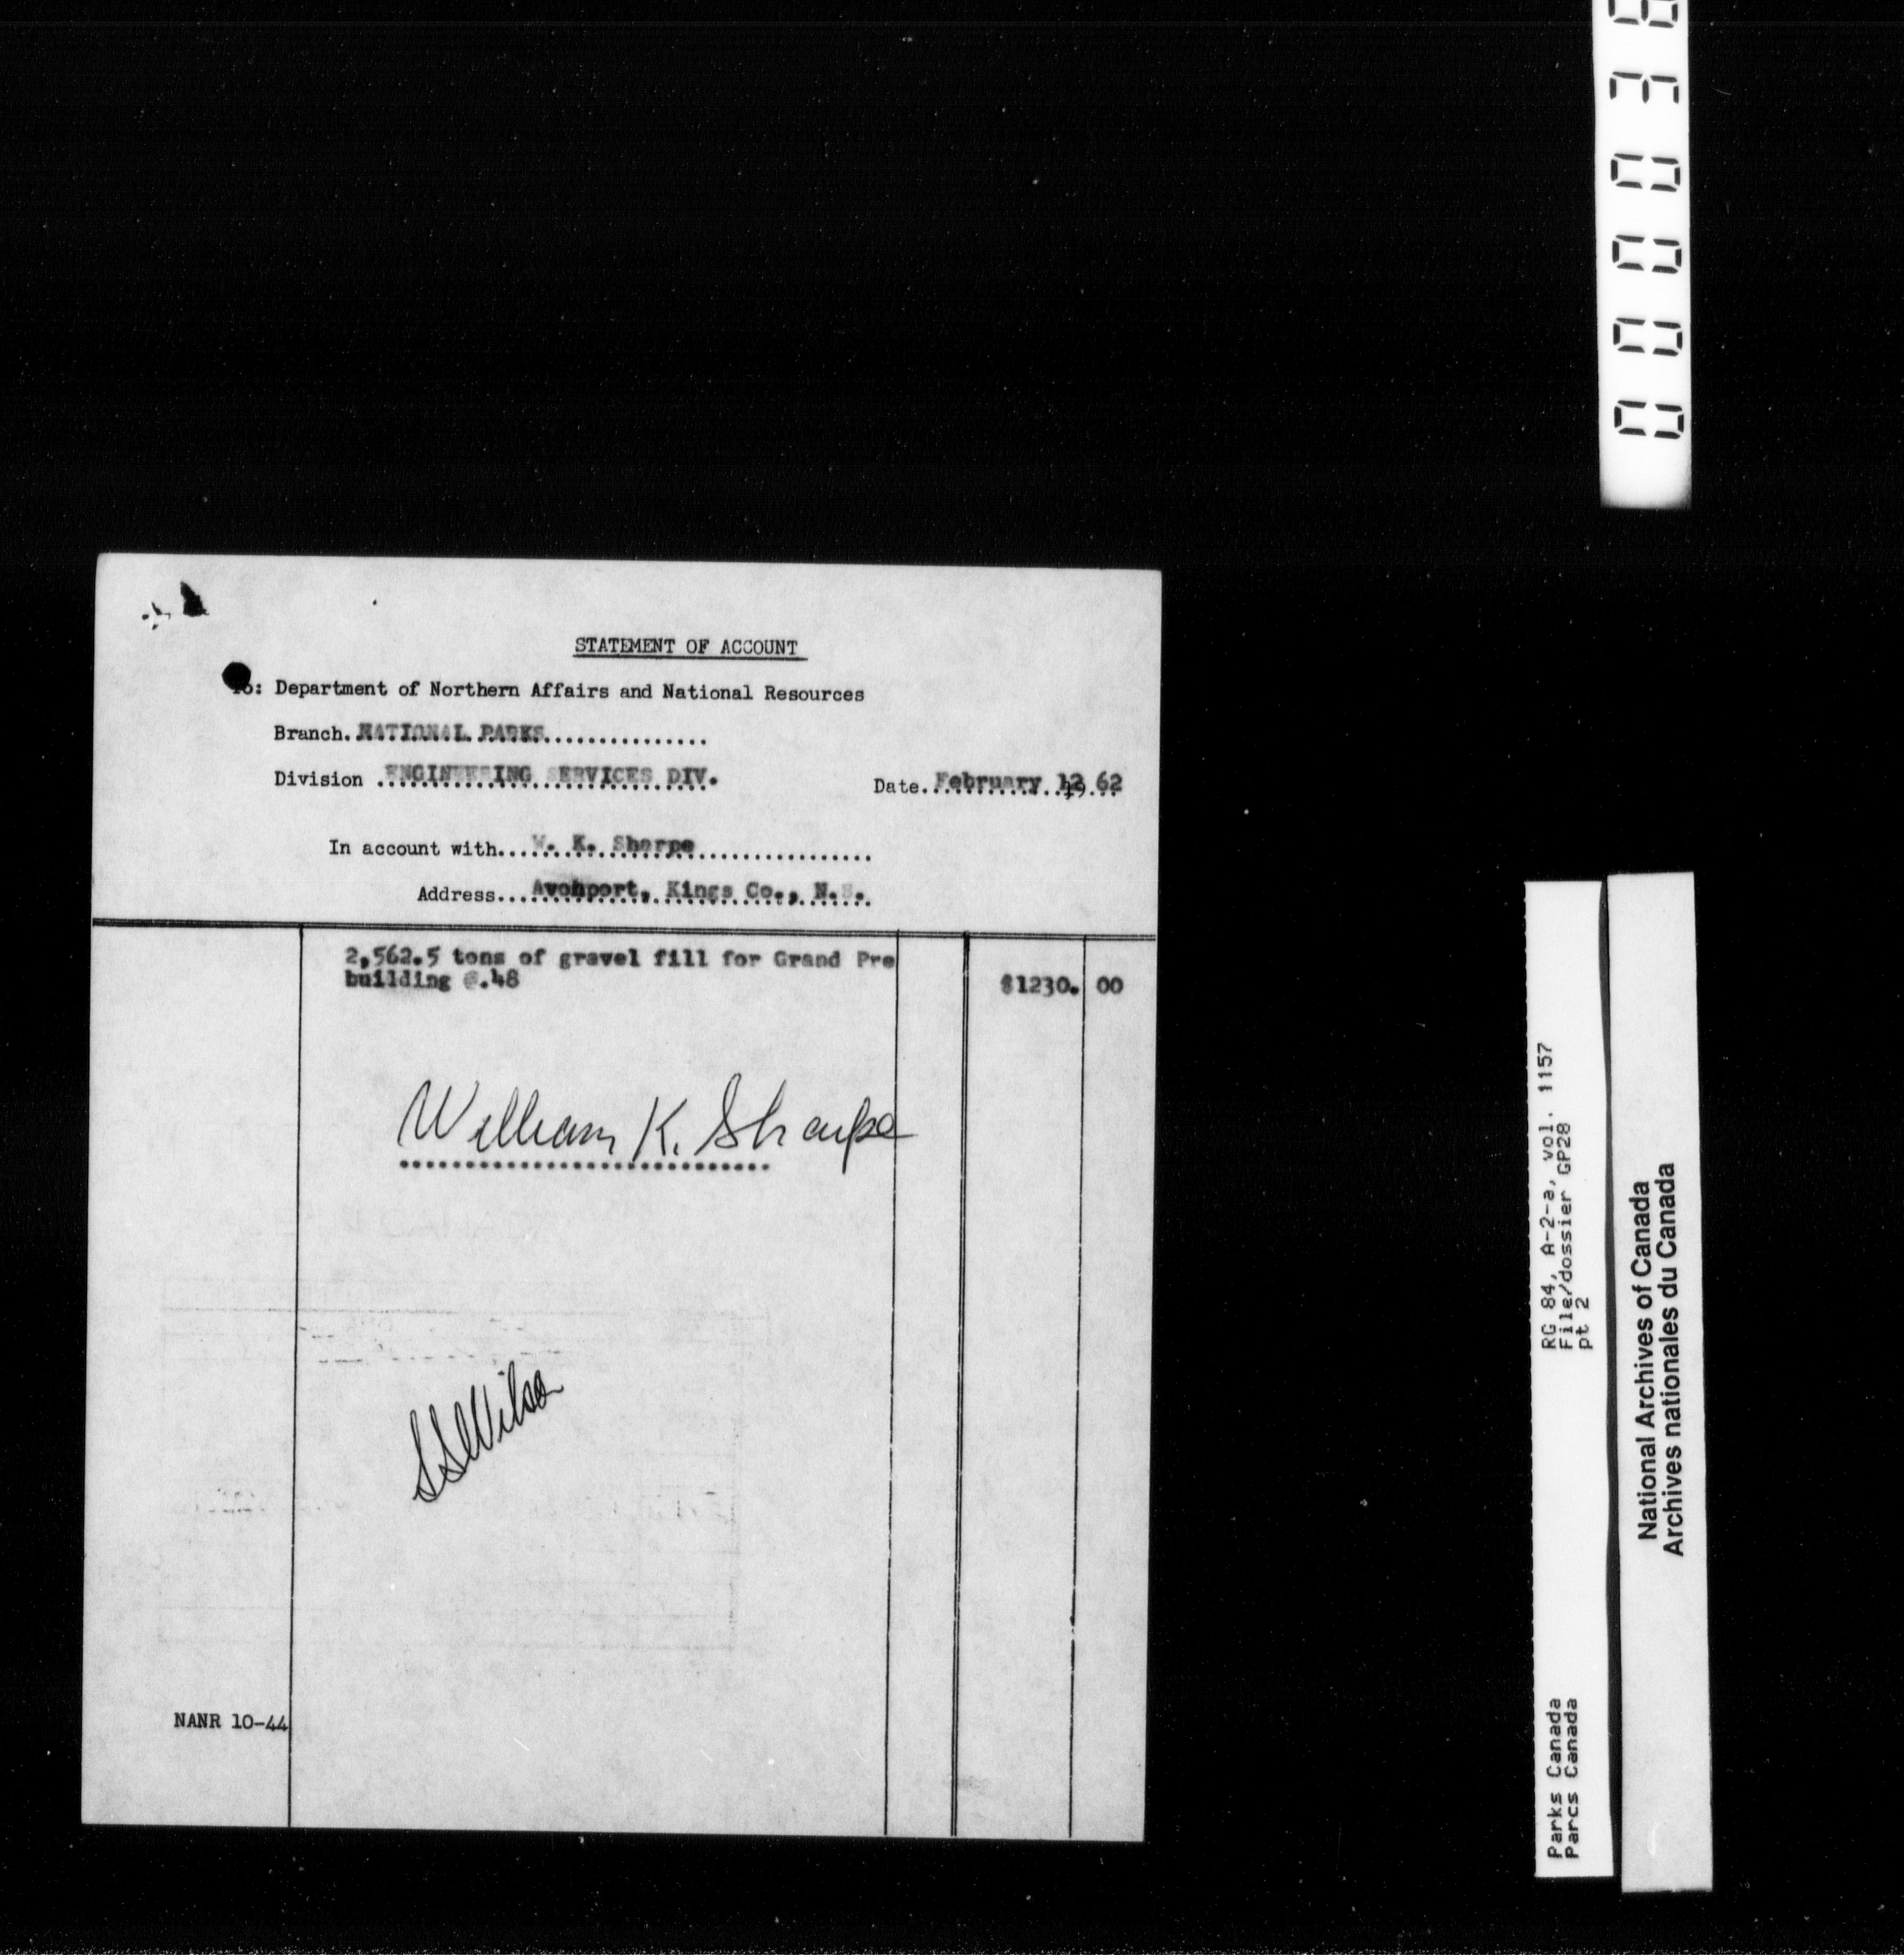 STATEMENT OF ACCOUNT
To: Department of Northern Affairs and National Resources
Branch. NATIONAL PARKS...............
Division ENGINEERING SERVICES DIV.
Date. February 12 1962
In account with... W. K. Sharpe
Address... Avonport, Kings Co., N.S.
2,562.5 tons of gravel fill for Grand Pre
building @.48 $1230. 00
William K. Sharpe
NANR 10-44
RG 84, A-2-a, vol. 1157
File/dossier GP28
pt 2
Parks Canada
Parcs Canada
National Archives of Canada
Archives nationales du Canada